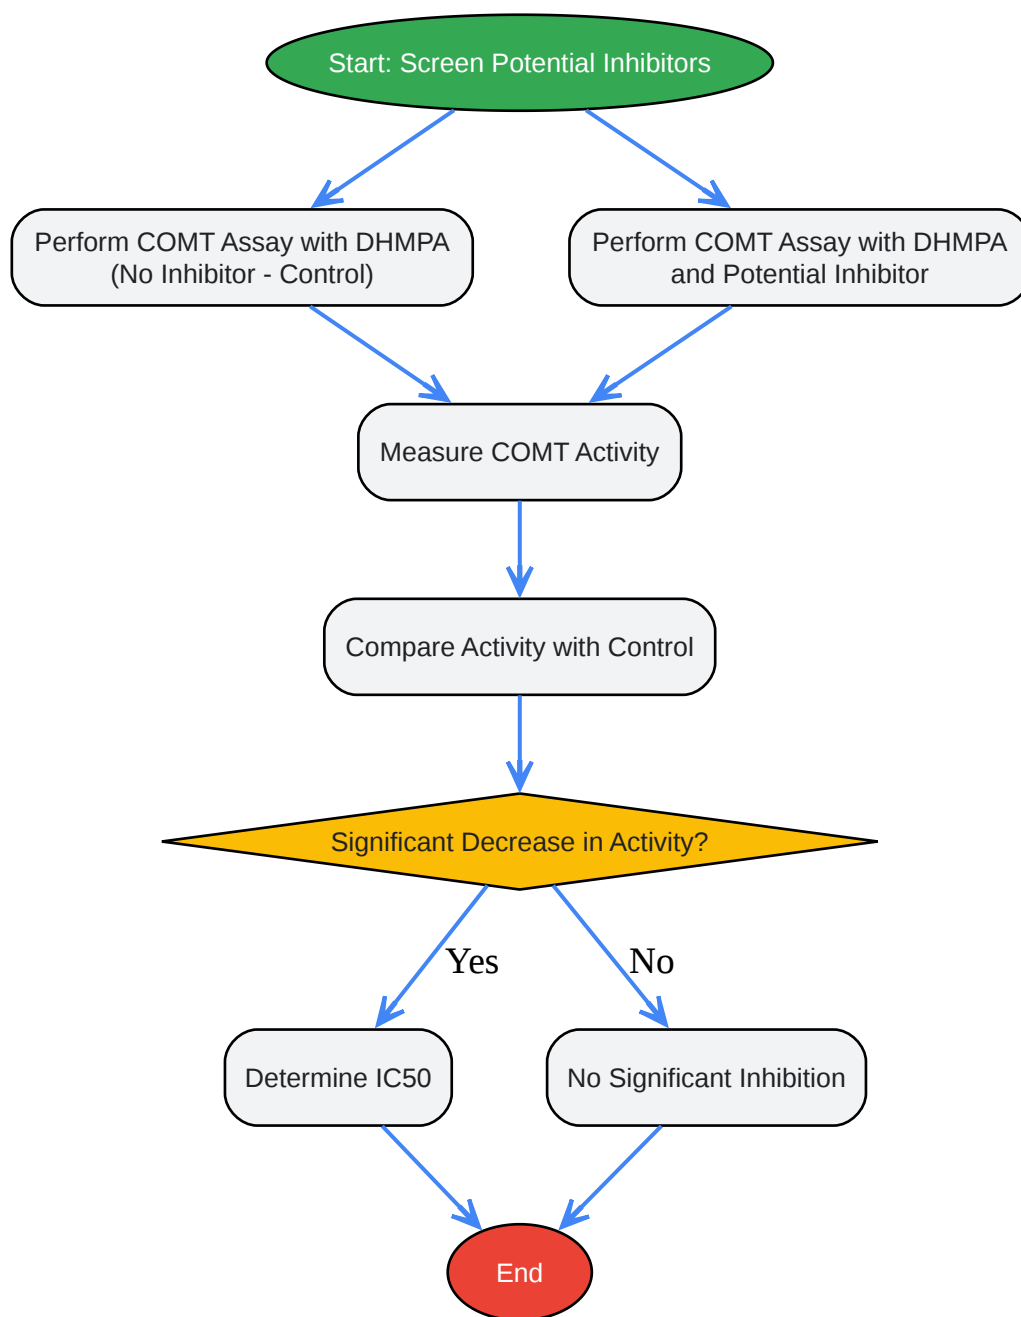 Start: Screen Potential Inhibitors
Perform COMT Assay with DHMPA
(No Inhibitor - Control)
Perform COMT Assay with DHMPA
and Potential Inhibitor
Measure COMT Activity
Compare Activity with Control
Significant Decrease in Activity?
Yes
No
Determine IC50
No Significant Inhibition
End